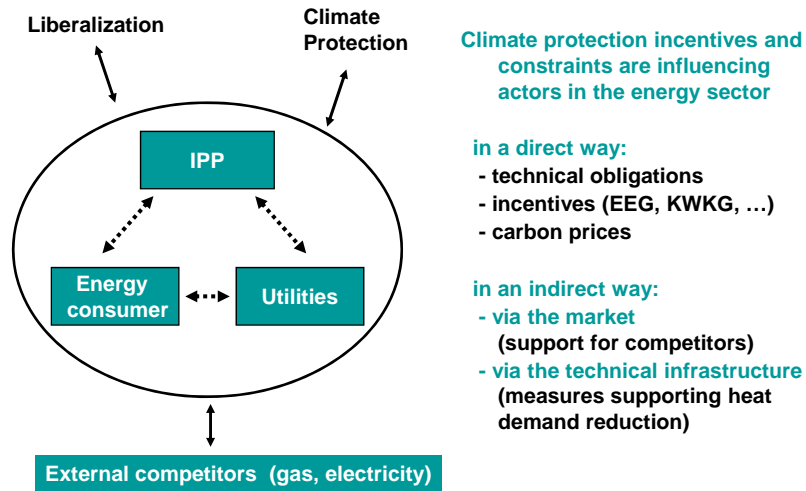 Liberalization
Climate
Protection
IPP
Energy
consumer
Utilities
External competitors (gas, electricity)
Climate protection incentives and
constraints are influencing
actors in the energy sector
in a direct way:
- technical obligations
- incentives (EEG, KWKG, …)
- carbon prices
in an indirect way:
- via the market
(support for competitors)
- via the technical infrastructure
(measures supporting heat
demand reduction)